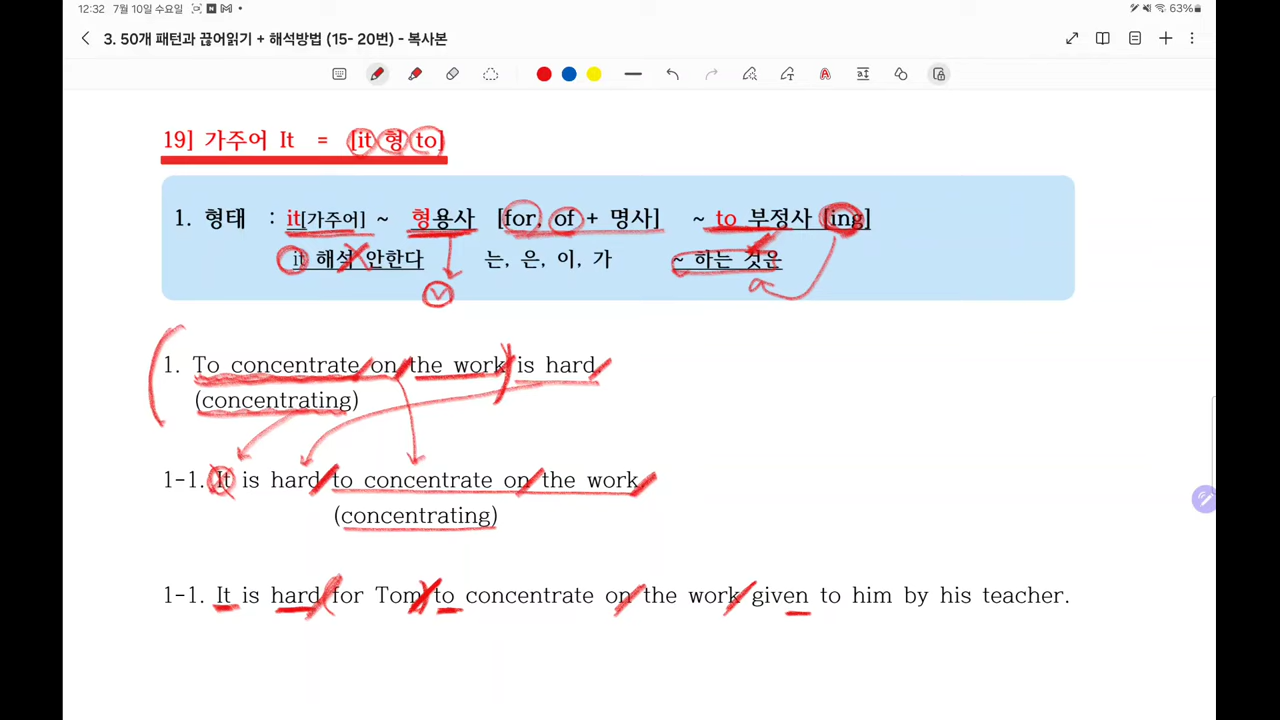 12:32 7월 10일 수요일 63%
3. 50개 패턴과 끊어읽기 + 해석방법 (15- 20번) - 복사본
19] 가주어 It = [it 형 to]
1. 형태 : it[가주어] ~ 형용사 [for, of + 명사] ~ to 부정사 [ing]
it 해석 안한다 는, 은, 이, 가 ~ 하는 것은
1. To concentrate on the work is hard.
(concentrating)
1-1. It is hard to concentrate on the work.
(concentrating)
1-1. It is hard for Tom to concentrate on the work given to him by his teacher.